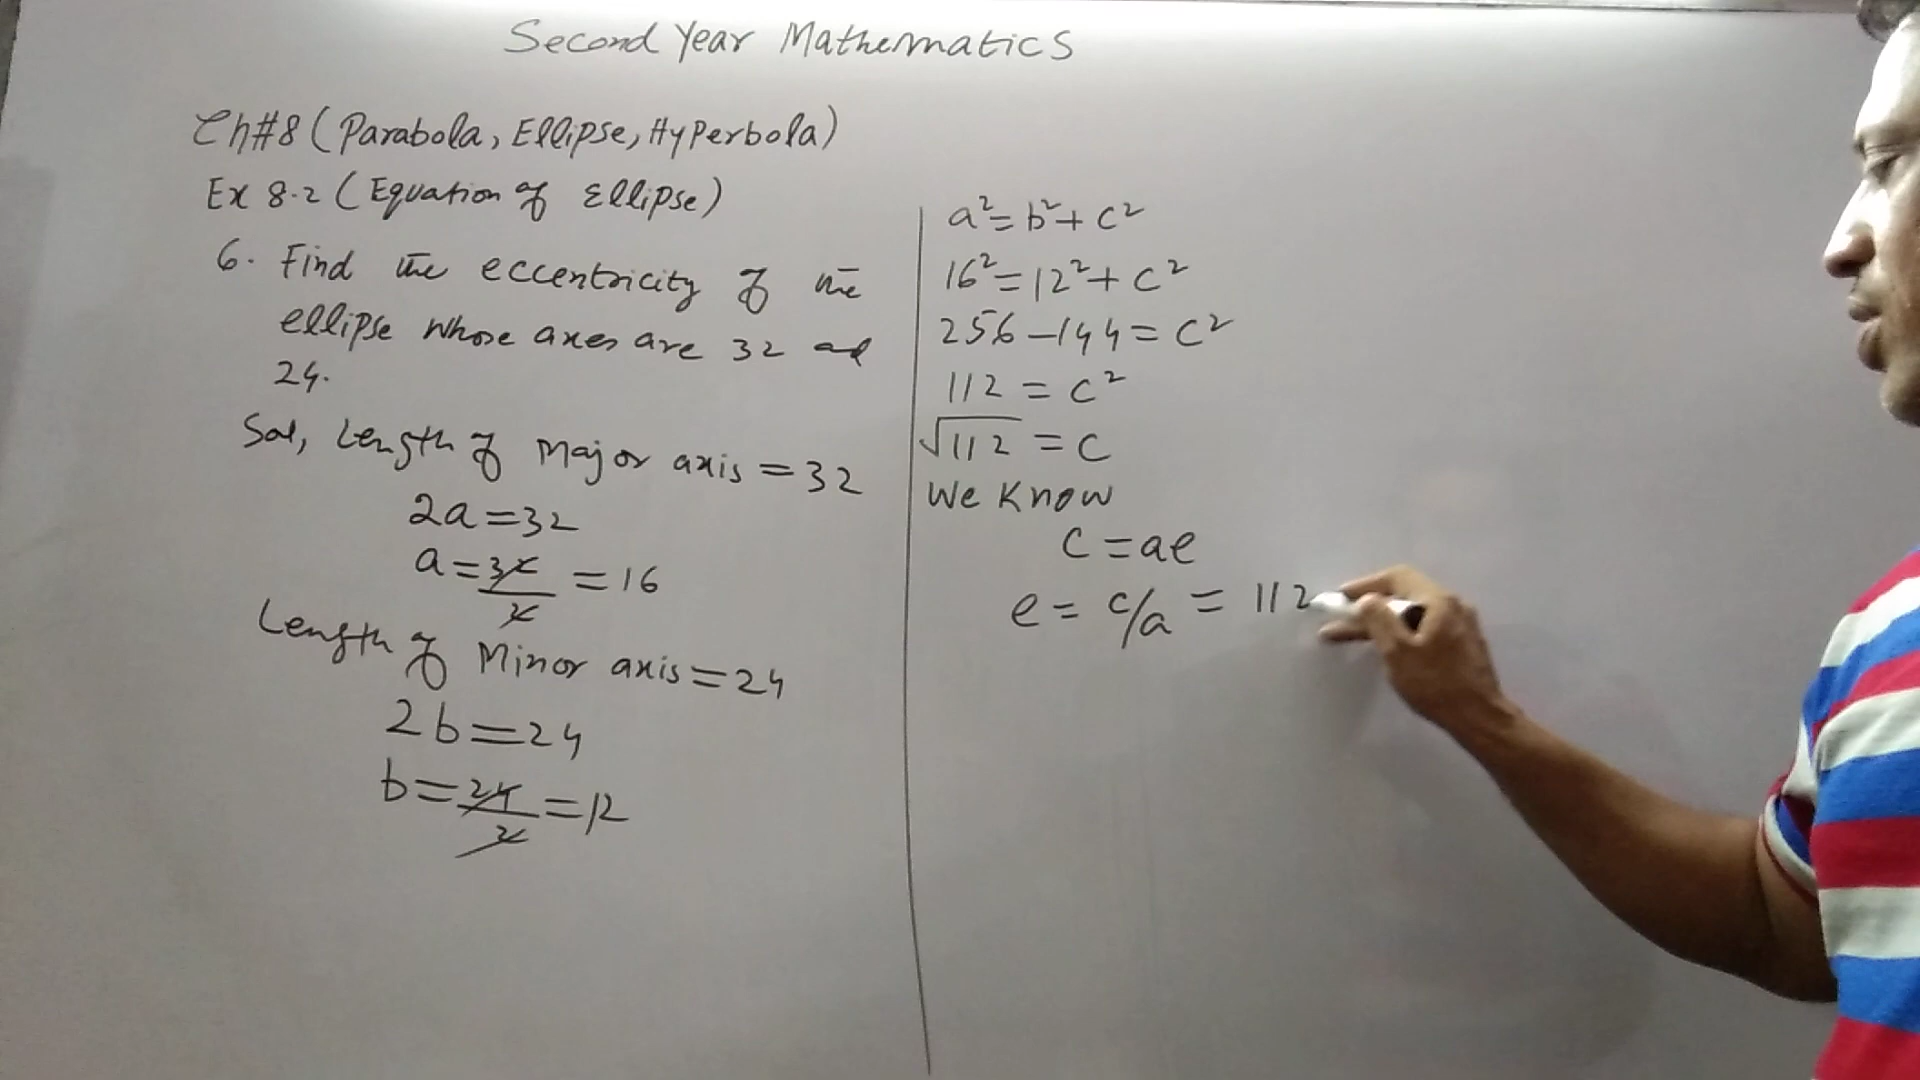 Second Year Mathematics
Ch#8 (Parabola, Ellipse, Hyperbola)
Ex 8.2 (Equation of Ellipse)
6. Find the eccentricity of the
ellipse whose axes are 32 and
24.
Sol, Length of Major axis = 32
2a = 32
a = 32/2 = 16
Length of Minor axis = 24
2b = 24
b = 24/2 = 12
a² = b² + c²
16² = 12² + c²
256 - 144 = c²
112 = c²
√112 = c
We Know
c = ae
e = c/a = 112